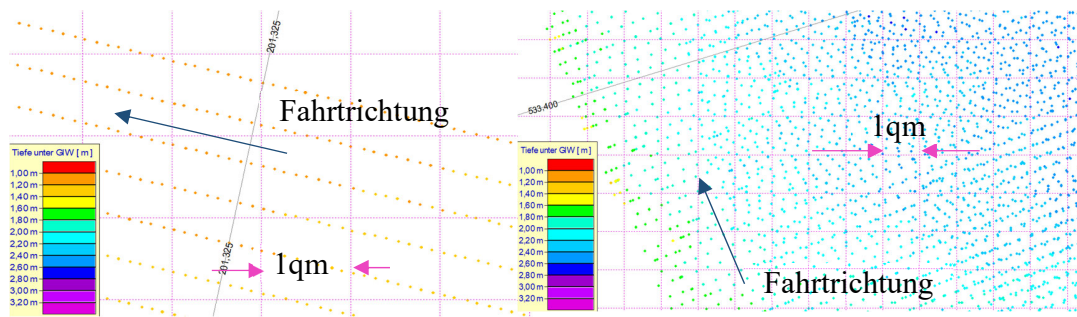 201,325
Fahrtrichtung
Tiefe unter GlW [ m ]
1,00 m
1,20 m
1,40 m
1,60 m
1,80 m
2,00 m
2,20 m
2,40 m
2,60 m
2,80 m
3,00 m
3,20 m
201,325
1qm
533,400
1qm
Tiefe unter GlW [ m ]
1,00 m
1,20 m
1,40 m
1,60 m
1,80 m
2,00 m
2,20 m
2,40 m
2,60 m
2,80 m
3,00 m
3,20 m
Fahrtrichtung